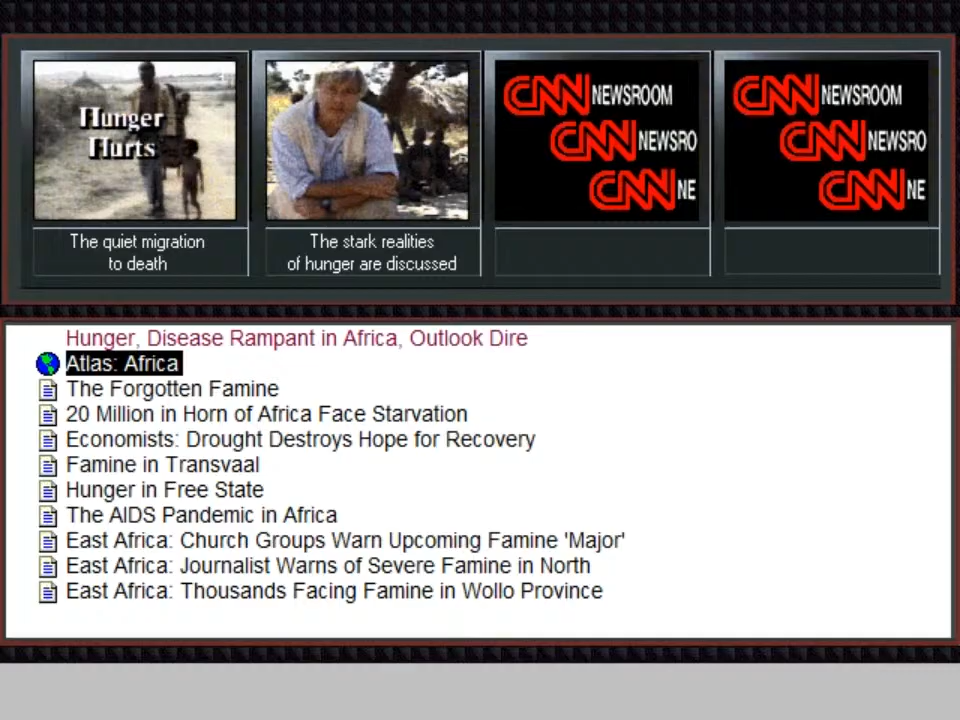 Hunger
Hurts
The quiet migration
to death
The stark realities
of hunger are discussed
CNN NEWSROOM
CNN NEWSRO
CNN NE
CNN NEWSROOM
CNN NEWSRO
CNN NE
Hunger, Disease Rampant in Africa, Outlook Dire
Atlas: Africa
The Forgotten Famine
20 Million in Horn of Africa Face Starvation
Economists: Drought Destroys Hope for Recovery
Famine in Transvaal
Hunger in Free State
The AIDS Pandemic in Africa
East Africa: Church Groups Warn Upcoming Famine 'Major'
East Africa: Journalist Warns of Severe Famine in North
East Africa: Thousands Facing Famine in Wollo Province